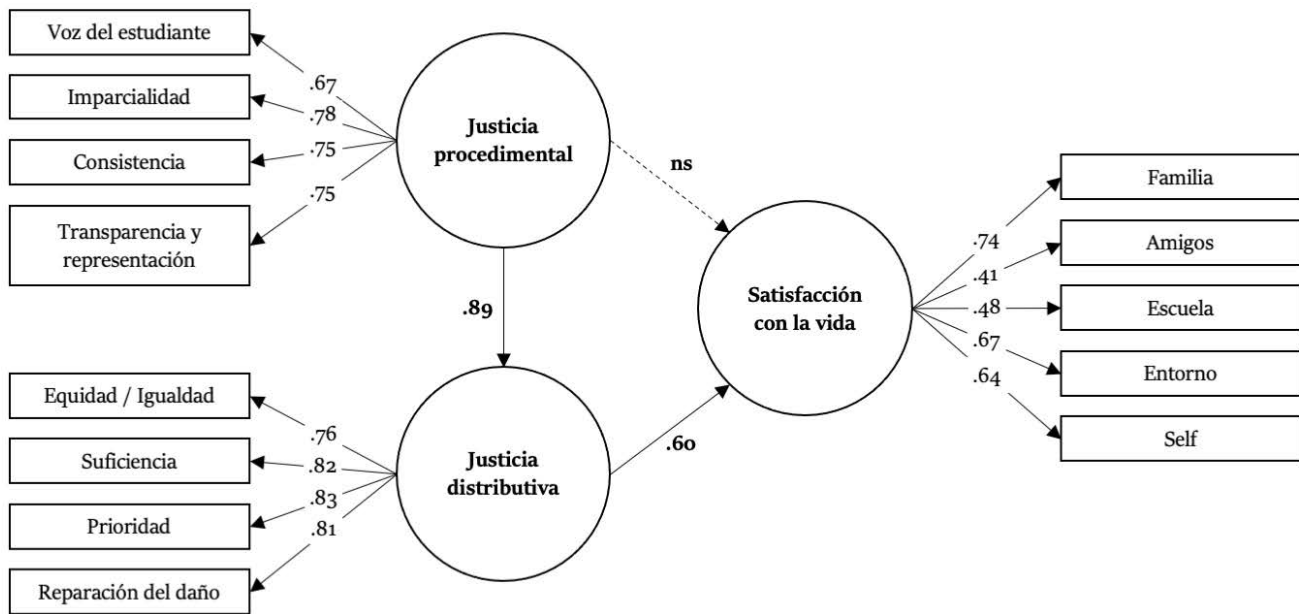 Voz del estudiante
Imparcialidad
Consistencia
Transparencia y
representación
.67
.78
.75
.75
Justicia
procedimental
ns
.89
Equidad / Igualdad
Suficiencia
Prioridad
Reparación del daño
.76
.82
.83
.81
Justicia
distributiva
.60
Satisfacción
con la vida
.74
.41
.48
.67
.64
Familia
Amigos
Escuela
Entorno
Self